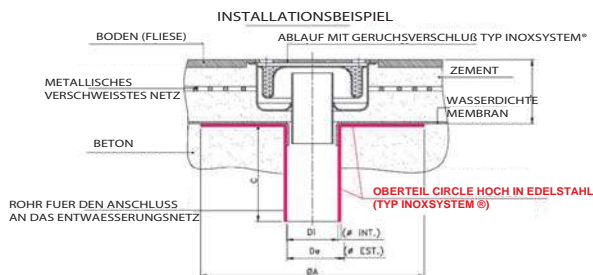 INSTALLATIONSBEISPIEL
BODEN (FLIESE)
ABLAUF MIT GERUCHSVERSCHLUß TYP INOXSYSTEM®
METALLISCHES
VERSCHWEISSTES NETZ
ZEMENT
WASSERDICHTE
MEMBRAN
BETON
C
OBERTEIL CIRCLE HOCH IN EDELSTAHL
(TYP INOXSYSTEM ®)
ROHR FUER DEN ANSCHLUSS
AN DAS ENTWAESSERUNGSNETZ
Di (ø INT.)
De (ø EST.)
ØA